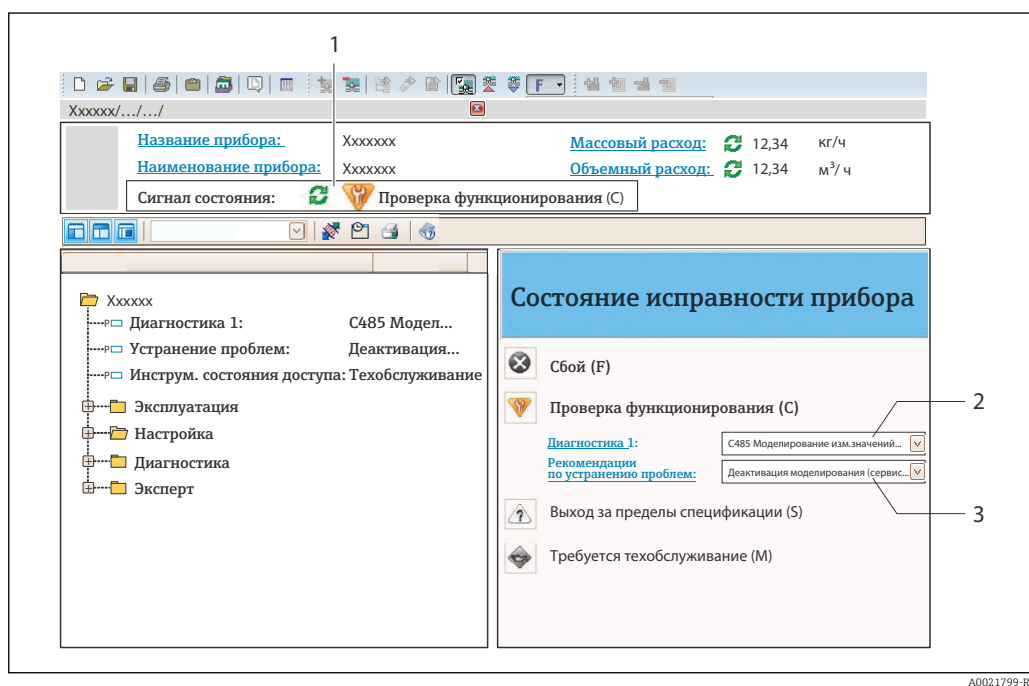 1
F
Xxxxxx/.../.../
Название прибора: Xxxxxxx Массовый расход: 12,34 кг/ч
Наименование прибора: Xxxxxxx Объемный расход: 12,34 м³/ ч
Сигнал состояния: Проверка функционирования (C)
Xxxxxx
P Диагностика 1: C485 Модел...
P Устранение проблем: Деактивация...
P Инструм. состояния доступа: Техобслуживание
Эксплуатация
Настройка
Диагностика
Эксперт
Состояние исправности прибора
Сбой (F)
Проверка функционирования (C)
2
Диагностика 1: C485 Моделирование изм.значений...
Рекомендации
по устранению проблем: Деактивация моделирования (сервис...
3
Выход за пределы спецификации (S)
Требуется техобслуживание (M)
A0021799-R